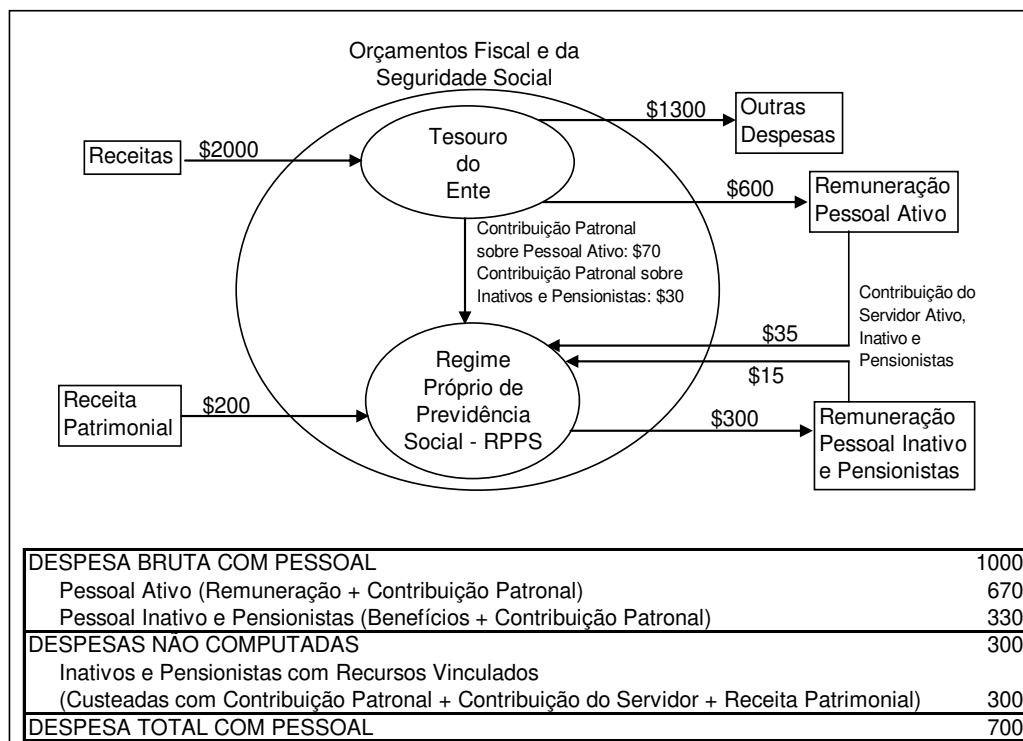 Orçamentos Fiscal e da
Seguridade Social
Receitas
$2000
Tesouro
do
Ente
$1300
Outras
Despesas
$600
Remuneração
Pessoal Ativo
Contribuição Patronal
sobre Pessoal Ativo: $70
Contribuição Patronal sobre
Inativos e Pensionistas: $30
Contribuição do
Servidor Ativo,
Inativo e
Pensionistas
$35
$15
Receita
Patrimonial
$200
Regime
Próprio de
Previdência
Social - RPPS
$300
Remuneração
Pessoal Inativo
e Pensionistas
DESPESA BRUTA COM PESSOAL 1000
Pessoal Ativo (Remuneração + Contribuição Patronal) 670
Pessoal Inativo e Pensionistas (Benefícios + Contribuição Patronal) 330
DESPESAS NÃO COMPUTADAS 300
Inativos e Pensionistas com Recursos Vinculados
(Custeadas com Contribuição Patronal + Contribuição do Servidor + Receita Patrimonial) 300
DESPESA TOTAL COM PESSOAL 700